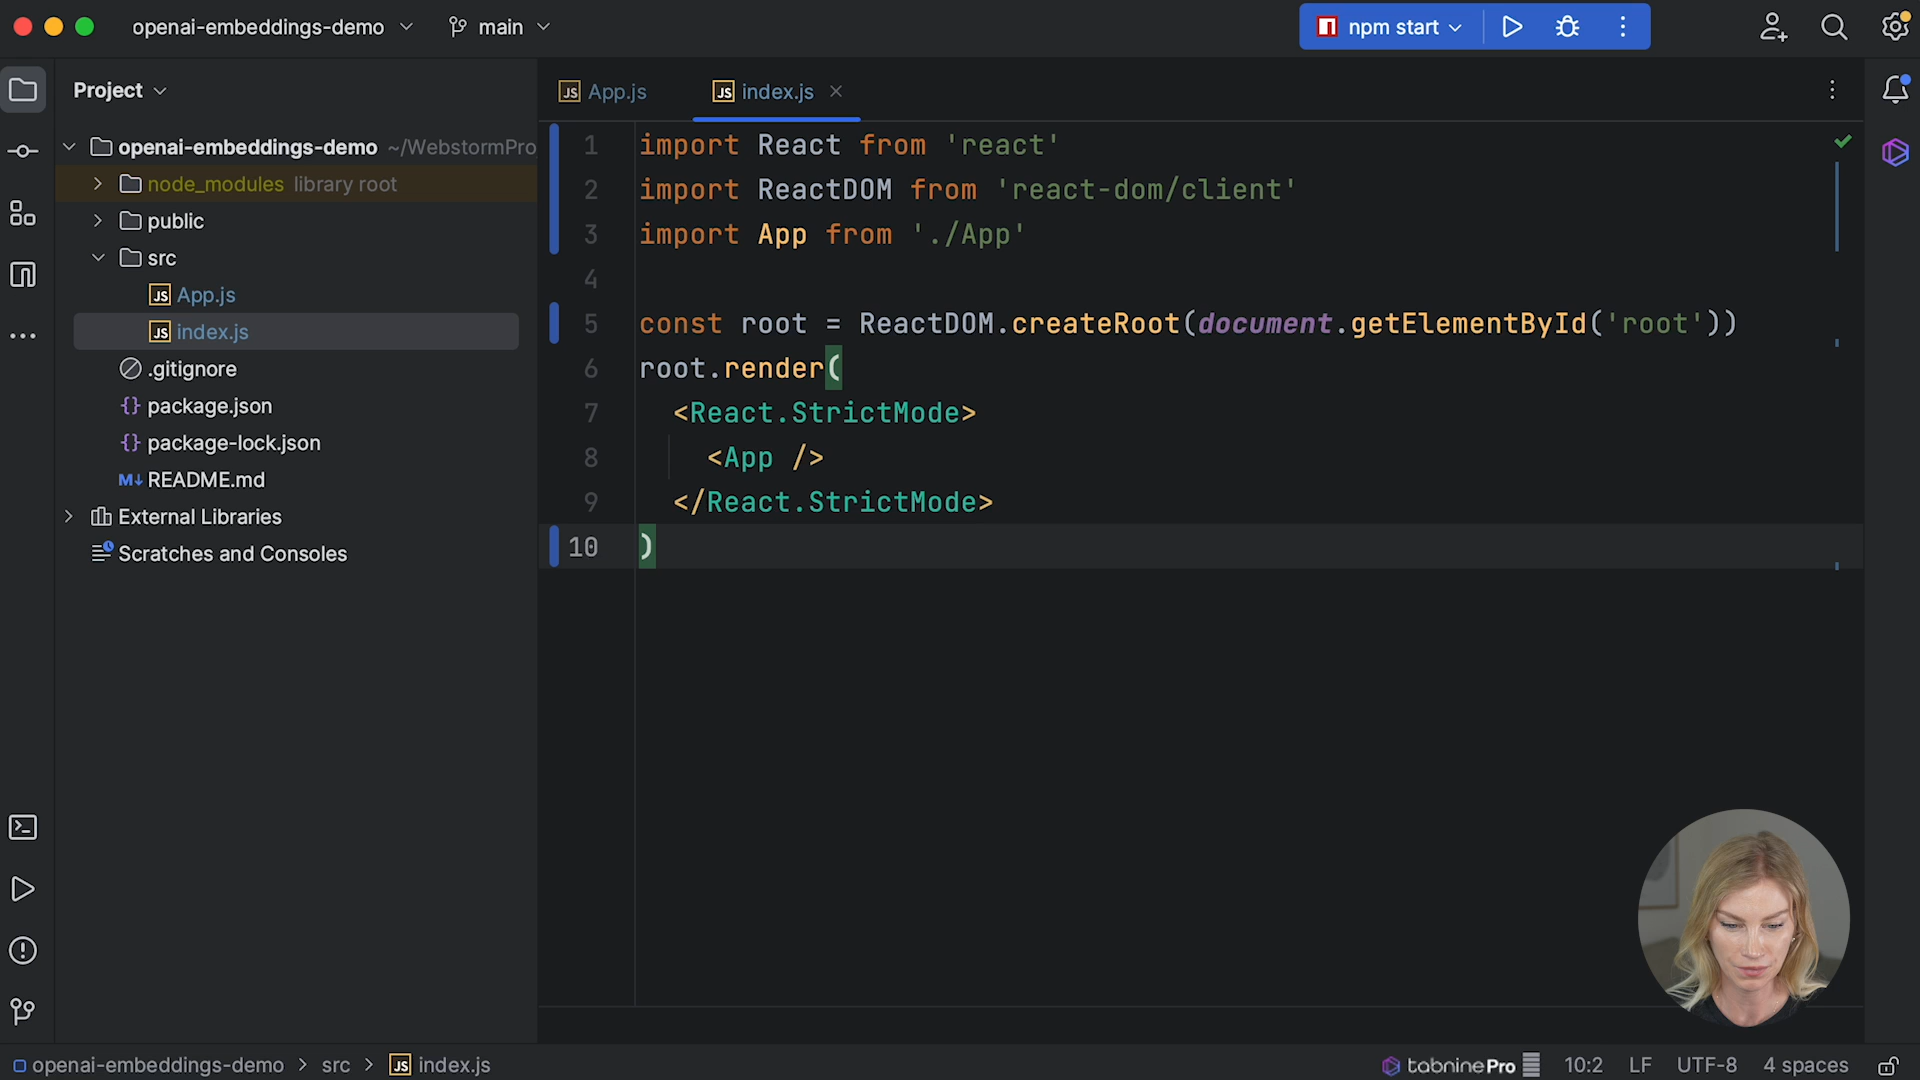 openai-embeddings-demo main npm start
Project
App.js index.js
openai-embeddings-demo ~/WebstormPro
node_modules library root
public
src
App.js
index.js
.gitignore
package.json
package-lock.json
README.md
External Libraries
Scratches and Consoles
1 import React from 'react'
2 import ReactDOM from 'react-dom/client'
3 import App from './App'
4
5 const root = ReactDOM.createRoot(document.getElementById('root'))
6 root.render(
7 <React.StrictMode>
8 <App />
9 </React.StrictMode>
10 )
openai-embeddings-demo > src > JS index.js
tabnine Pro 10:2 LF UTF-8 4 spaces